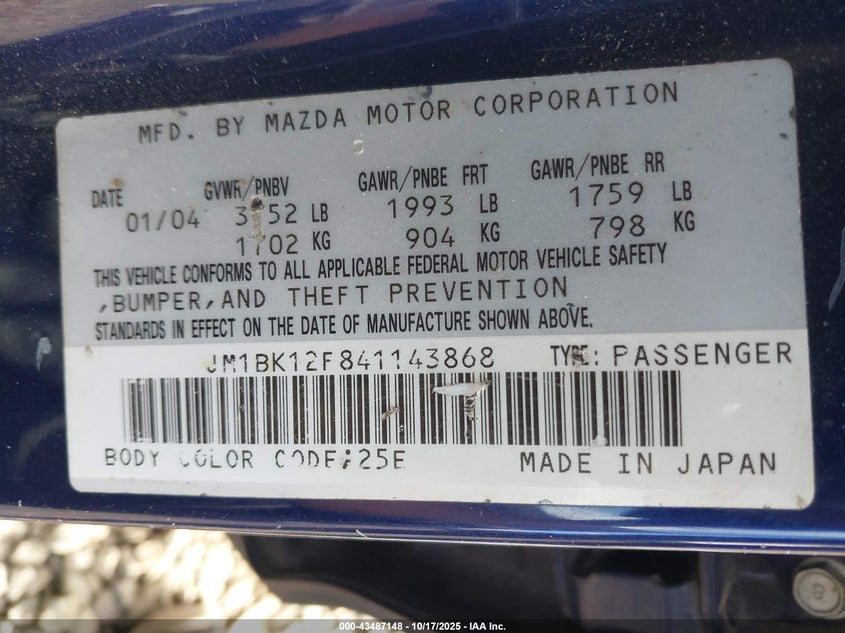 MFD. BY MAZDA MOTOR CORPORATION
DATE GVWR/PNBV GAWR/PNBE FRT GAWR/PNBE RR
01/04 3752 LB 1993 LB 1759 LB
1702 KG 904 KG 798 KG
THIS VEHICLE CONFORMS TO ALL APPLICABLE FEDERAL MOTOR VEHICLE SAFETY
,BUMPER,AND THEFT PREVENTION
STANDARDS IN EFFECT ON THE DATE OF MANUFACTURE SHOWN ABOVE.
JM1BK12F841143868 TYPE: PASSENGER
BODY COLOR CODE:25E MADE IN JAPAN
000-43487148 - 10/17/2025 - IAA Inc.